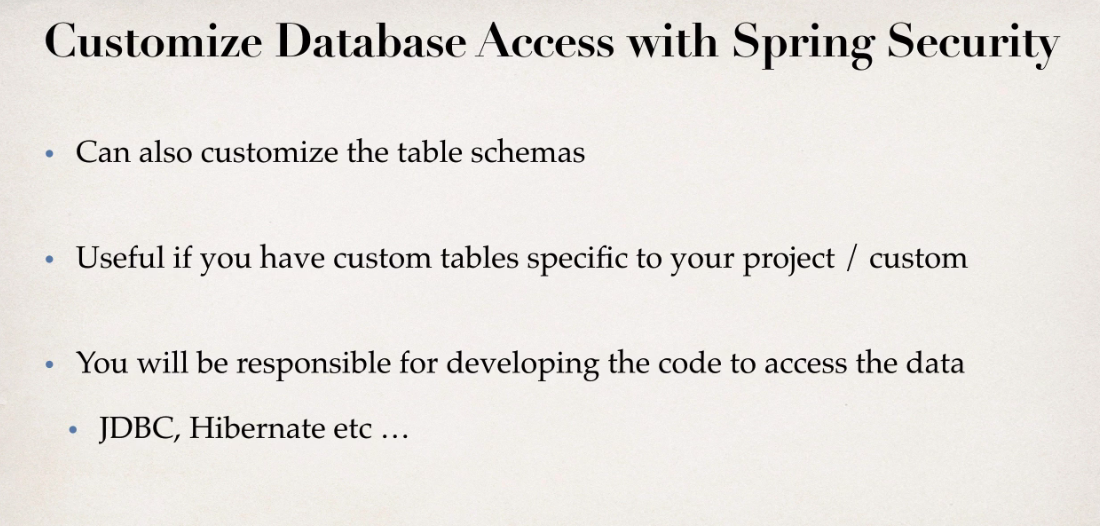 Customize Database Access with Spring Security
• Can also customize the table schemas
• Useful if you have custom tables specific to your project / custom
• You will be responsible for developing the code to access the data
• JDBC, Hibernate etc …